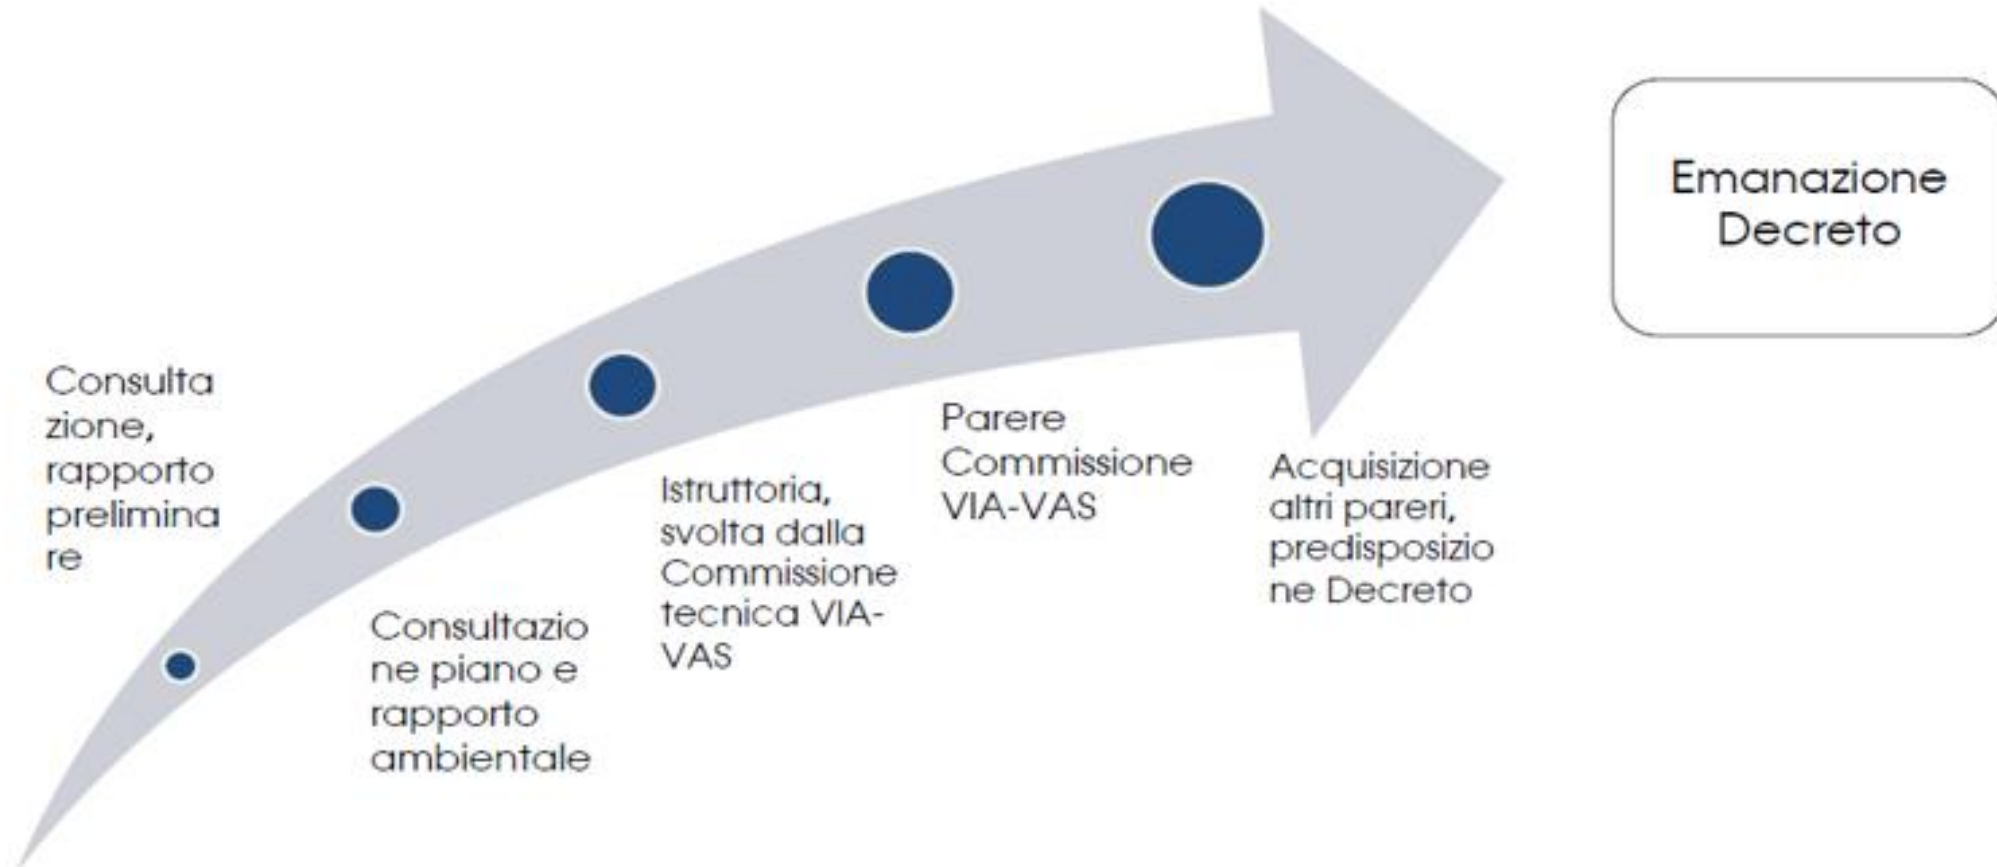 Consulta
zione,
rapporto
prelimina
re
Consultazio
ne piano e
rapporto
ambientale
Istruttoria,
svolta dalla
Commissione
tecnica VIA-
VAS
Parere
Commissione
VIA-VAS
Acquisizione
altri pareri,
predisposizio
ne Decreto
Emanazione
Decreto